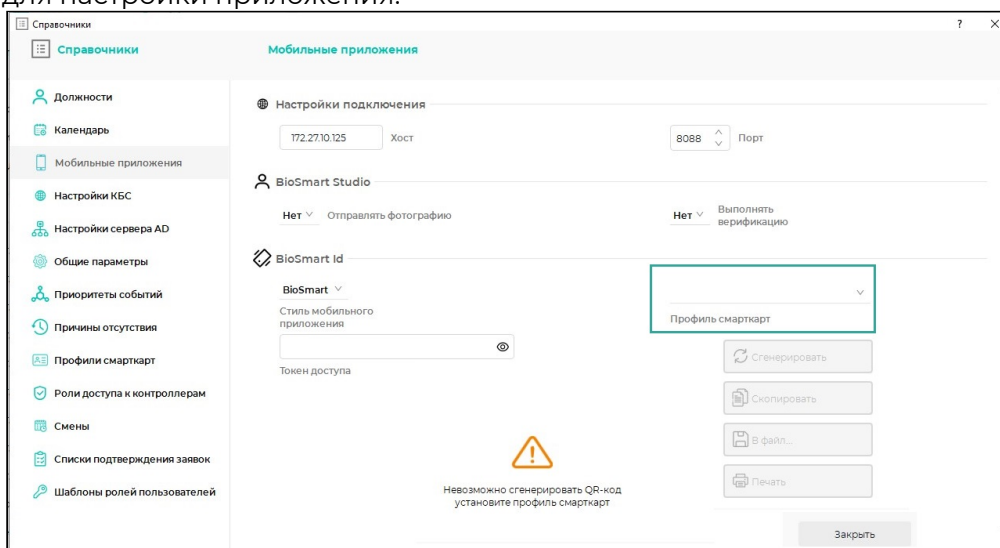 для настройки приложения.
Справочники
?
Справочники
Мобильные приложения
Должности
Календарь
Мобильные приложения
Настройки КБС
Настройки сервера AD
Общие параметры
Приоритеты событий
Причины отсутствия
Профили смарткарт
Роли доступа к контроллерам
Смены
Списки подтверждения заявок
Шаблоны ролей пользователей
Настройки подключения
172.27.10.125
Хост
8088
Порт
BioSmart Studio
Нет
Отправлять фотографию
Нет
Выполнять
верификацию
BioSmart Id
BioSmart
Стиль мобильного
приложения
Профиль смарткарт
Токен доступа
Сгенерировать
Скопировать
В файл...
Печать
Невозможно сгенерировать QR-код
установите профиль смарткарт
Закрыть